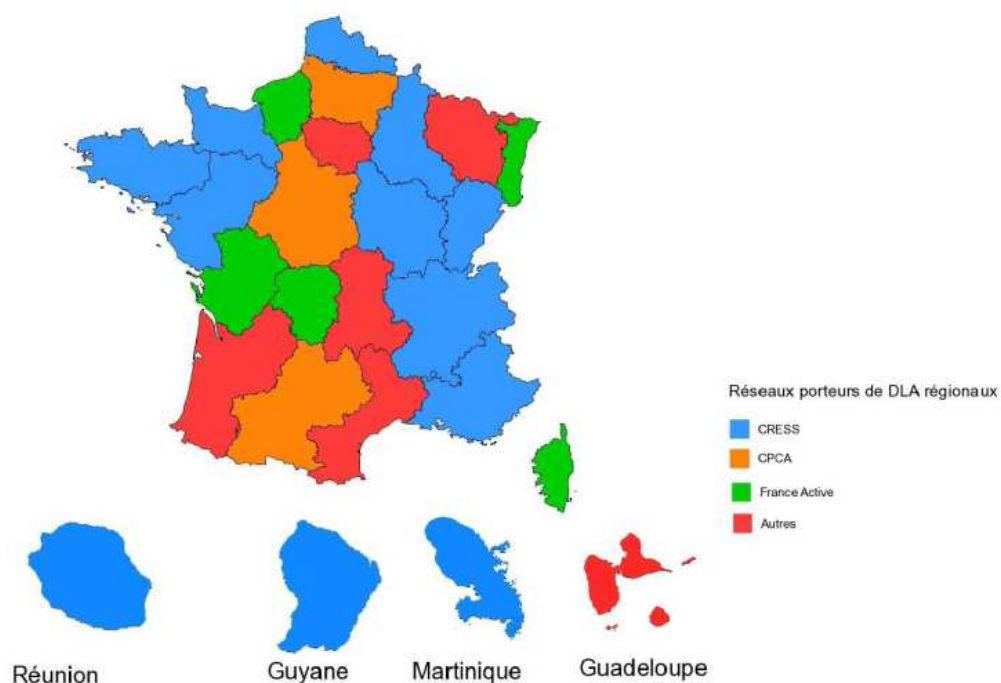 Réseaux porteurs de DLA régionaux
CRESS
CPCA
France Active
Autres
Réunion
Guyane
Martinique
Guadeloupe